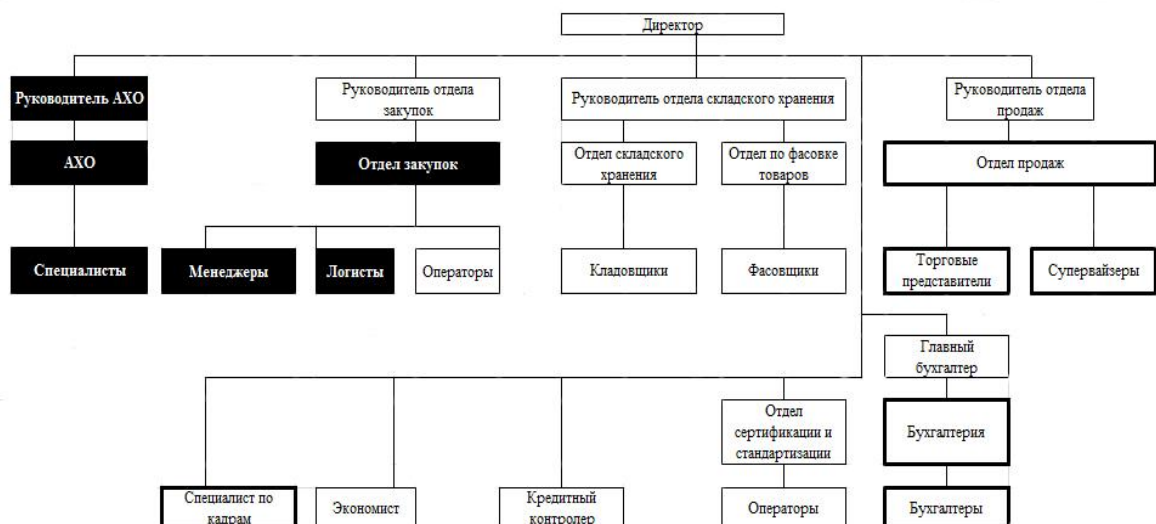 Директор
Руководитель АХО
Руководитель отдела
закупок
Руководитель отдела складского хранения
Руководитель отдела
продаж
АХО
Отдел закупок
Отдел складского
хранения
Отдел по фасовке
товаров
Отдел продаж
Специалисты
Менеджеры
Логисты
Операторы
Кладовщики
Фасовщики
Торговые
представители
Супервайзеры
Главный
бухгалтер
Отдел
сертификации и
стандартизации
Бухгалтерия
Специалист по
кадрам
Экономист
Кредитный
контролер
Операторы
Бухгалтеры